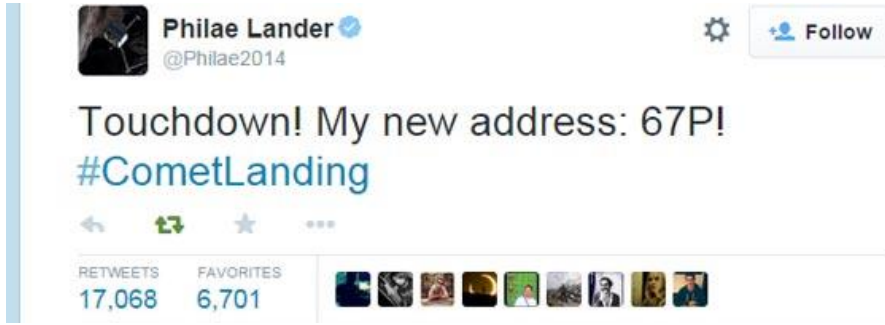 Philae Lander
Follow
@Philae2014
Touchdown! My new address: 67P!
#CometLanding
RETWEETS FAVORITES
17,068 6,701